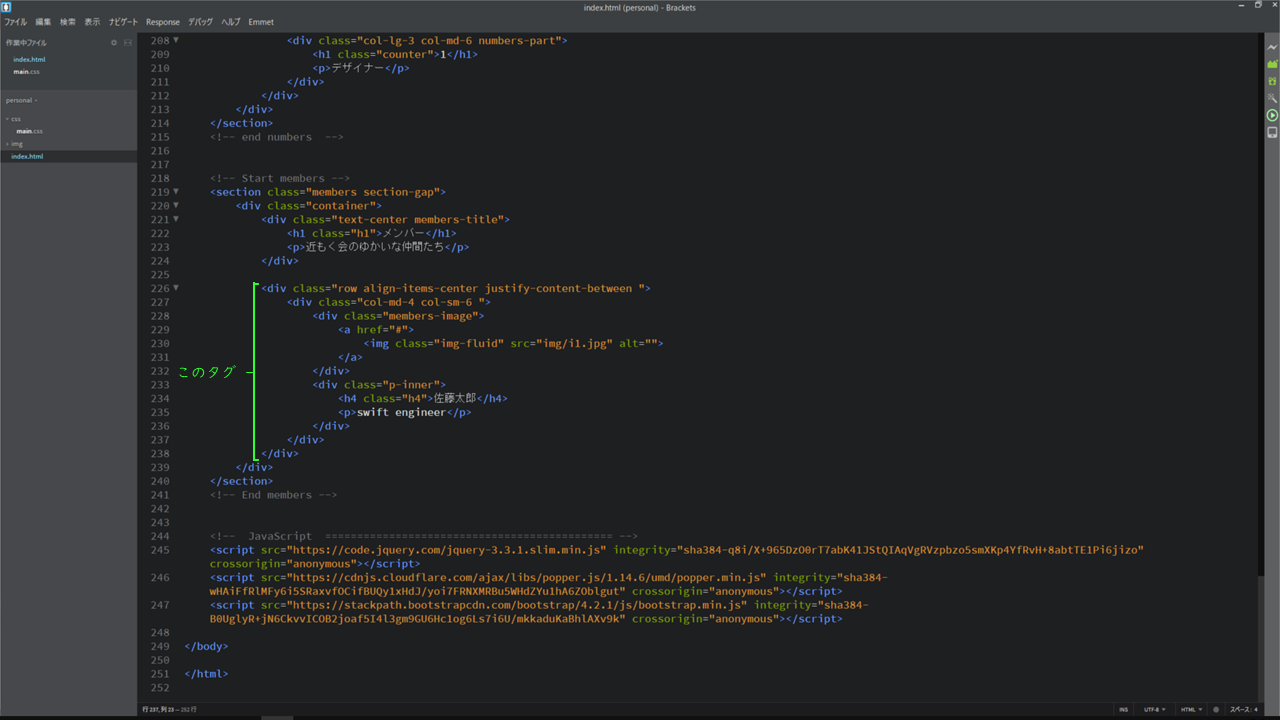 index.html (personal) - Brackets
ファイル 編集 検索 表示 ナビゲート Response デバッグ ヘルプ Emmet
作業中ファイル
index.html
main.css
personal
css
main.css
img
index.html
208 <div class="col-lg-3 col-md-6 numbers-part">
209 <h1 class="counter">1</h1>
210 <p>デザイナー</p>
211 </div>
212 </div>
213 </div>
214 </section>
215 <!-- end numbers  -->
216
217
218 <!-- Start members -->
219 <section class="members section-gap">
220 <div class="container">
221 <div class="text-center members-title">
222 <h1 class="h1">メンバー</h1>
223 <p>近もく会のゆかいな仲間たち</p>
224 </div>
225
226 <div class="row align-items-center justify-content-between ">
227 <div class="col-md-4 col-sm-6 ">
228 <div class="members-image">
229 <a href="#">
230 <img class="img-fluid" src="img/i1.jpg" alt="">
231 </a>
このタグ
232 </div>
233 <div class="p-inner">
234 <h4 class="h4">佐藤太郎</h4>
235 <p>swift engineer</p>
236 </div>
237 </div>
238 </div>
239 </div>
240 </section>
241 <!-- End members -->
242
243
244 <!--  JavaScript  ============================================= -->
245 <script src="https://code.jquery.com/jquery-3.3.1.slim.min.js" integrity="sha384-q8i/X+965DzO0rT7abK41JStQIAqVgRVzpbzo5smXKp4YfRvH+8abtTE1Pi6jizo"
crossorigin="anonymous"></script>
246 <script src="https://cdnjs.cloudflare.com/ajax/libs/popper.js/1.14.6/umd/popper.min.js" integrity="sha384-
wHAiFfRlMFy6i5SRaxvfOCifBUQy1xHdJ/yoi7FRNXMRBu5WHdZYu1hA6ZOblgut" crossorigin="anonymous"></script>
247 <script src="https://stackpath.bootstrapcdn.com/bootstrap/4.2.1/js/bootstrap.min.js" integrity="sha384-
B0UglyR+jN6CkvvICOB2joaf5I4l3gm9GU6Hc1og6Ls7i6U/mkkaduKaBhlAXv9k" crossorigin="anonymous"></script>
248
249 </body>
250
251 </html>
252
行 237, 列 23 — 252 行
INS UTF-8 HTML スペース: 4